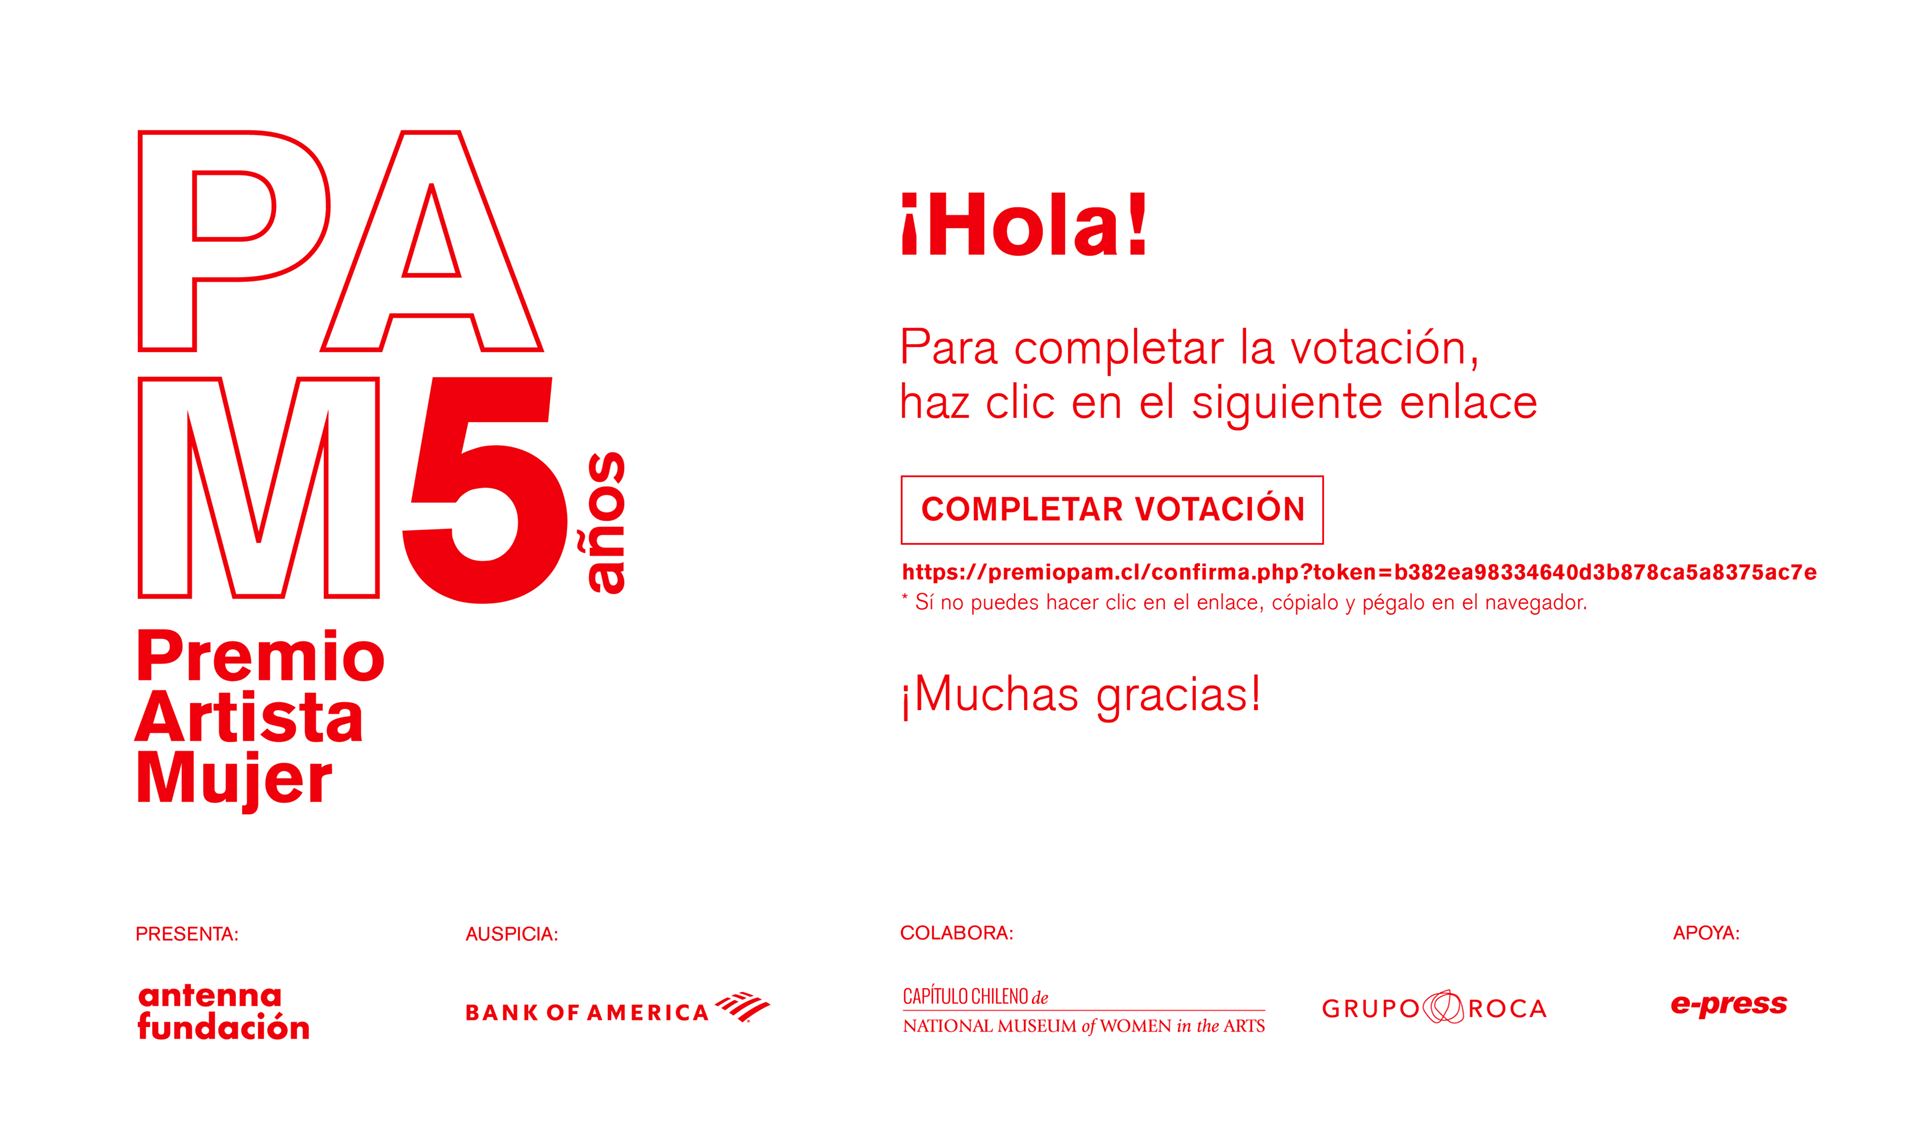 PA
M5
años
Premio
Artista
Mujer
¡Hola!
Para completar la votación,
haz clic en el siguiente enlace
COMPLETAR VOTACIÓN
https://premiopam.cl/confirma.php?token=b382ea98334640d3b878ca5a8375ac7e
* Sí no puedes hacer clic en el enlace, cópialo y pégalo en el navegador.
¡Muchas gracias!
PRESENTA:
antenna
fundación
AUSPICIA:
BANK OF AMERICA
COLABORA:
CAPÍTULO CHILENO de
NATIONAL MUSEUM of WOMEN in the ARTS
GRUPO ROCA
APOYA:
e-press